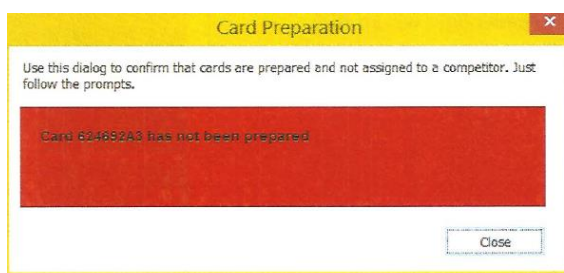 Card Preparation
Use this dialog to confirm that cards are prepared and not assigned to a competitor. Just
follow the prompts.
Card 624692A3 has not been prepared
Close